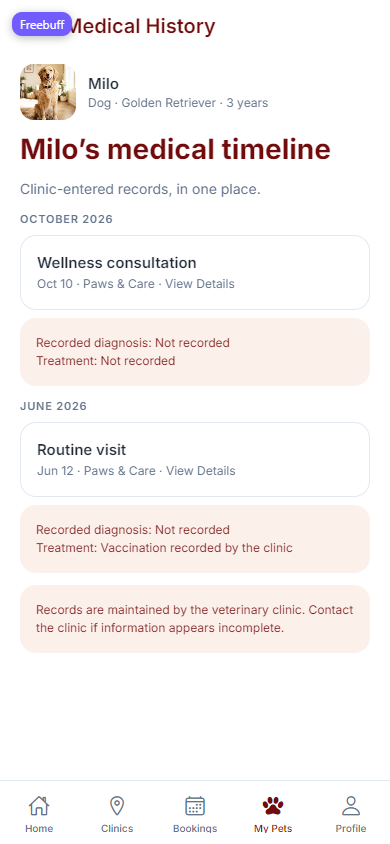 Freebuff
Medical History
Milo
Dog · Golden Retriever · 3 years
Milo’s medical timeline
Clinic-entered records, in one place.
OCTOBER 2026
Wellness consultation
Oct 10 · Paws & Care · View Details
Recorded diagnosis: Not recorded
Treatment: Not recorded
JUNE 2026
Routine visit
Jun 12 · Paws & Care · View Details
Recorded diagnosis: Not recorded
Treatment: Vaccination recorded by the clinic
Records are maintained by the veterinary clinic. Contact
the clinic if information appears incomplete.
Home
Clinics
Bookings
My Pets
Profile